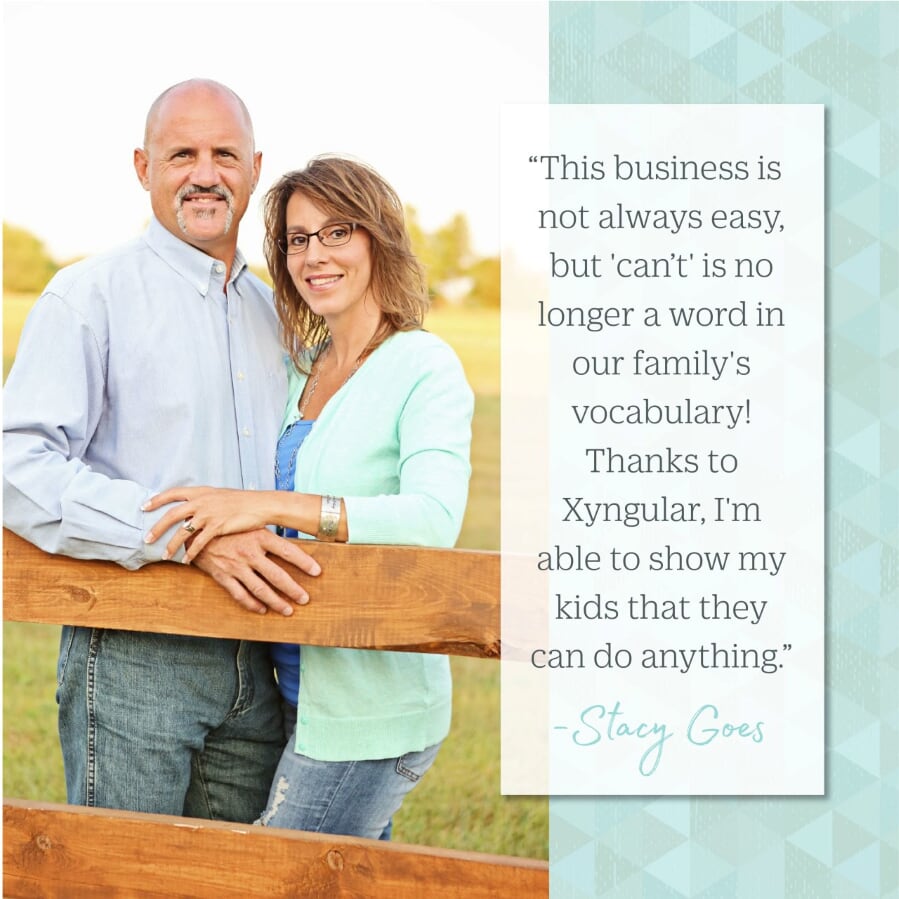 “This business is
not always easy,
but 'can’t' is no
longer a word in
our family's
vocabulary!
Thanks to
Xyngular, I'm
able to show my
kids that they
can do anything.”
-Stacy Goes